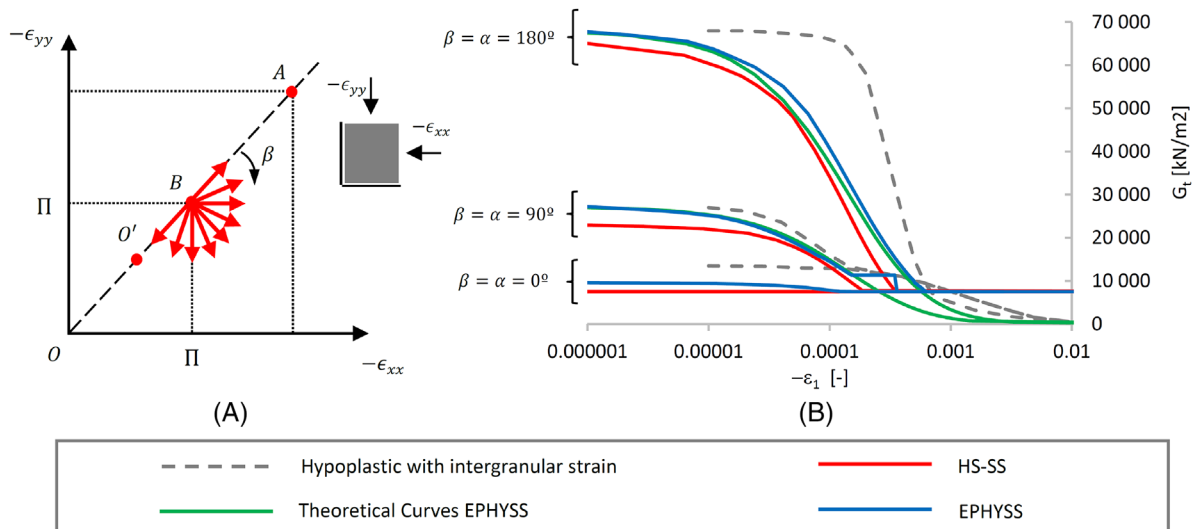 −ϵyy
A
−ϵyy
−ϵxx
β
B
Π
O′
O
Π
−ϵxx
(A)
β = α = 180º
β = α = 90º
β = α = 0º
70 000
60 000
50 000
40 000
30 000
20 000
10 000
0
Gt [kN/m2]
0.000001
0.00001
0.0001
0.001
0.01
−ε1 [-]
(B)
Hypoplastic with intergranular strain
HS-SS
Theoretical Curves EPHYSS
EPHYSS